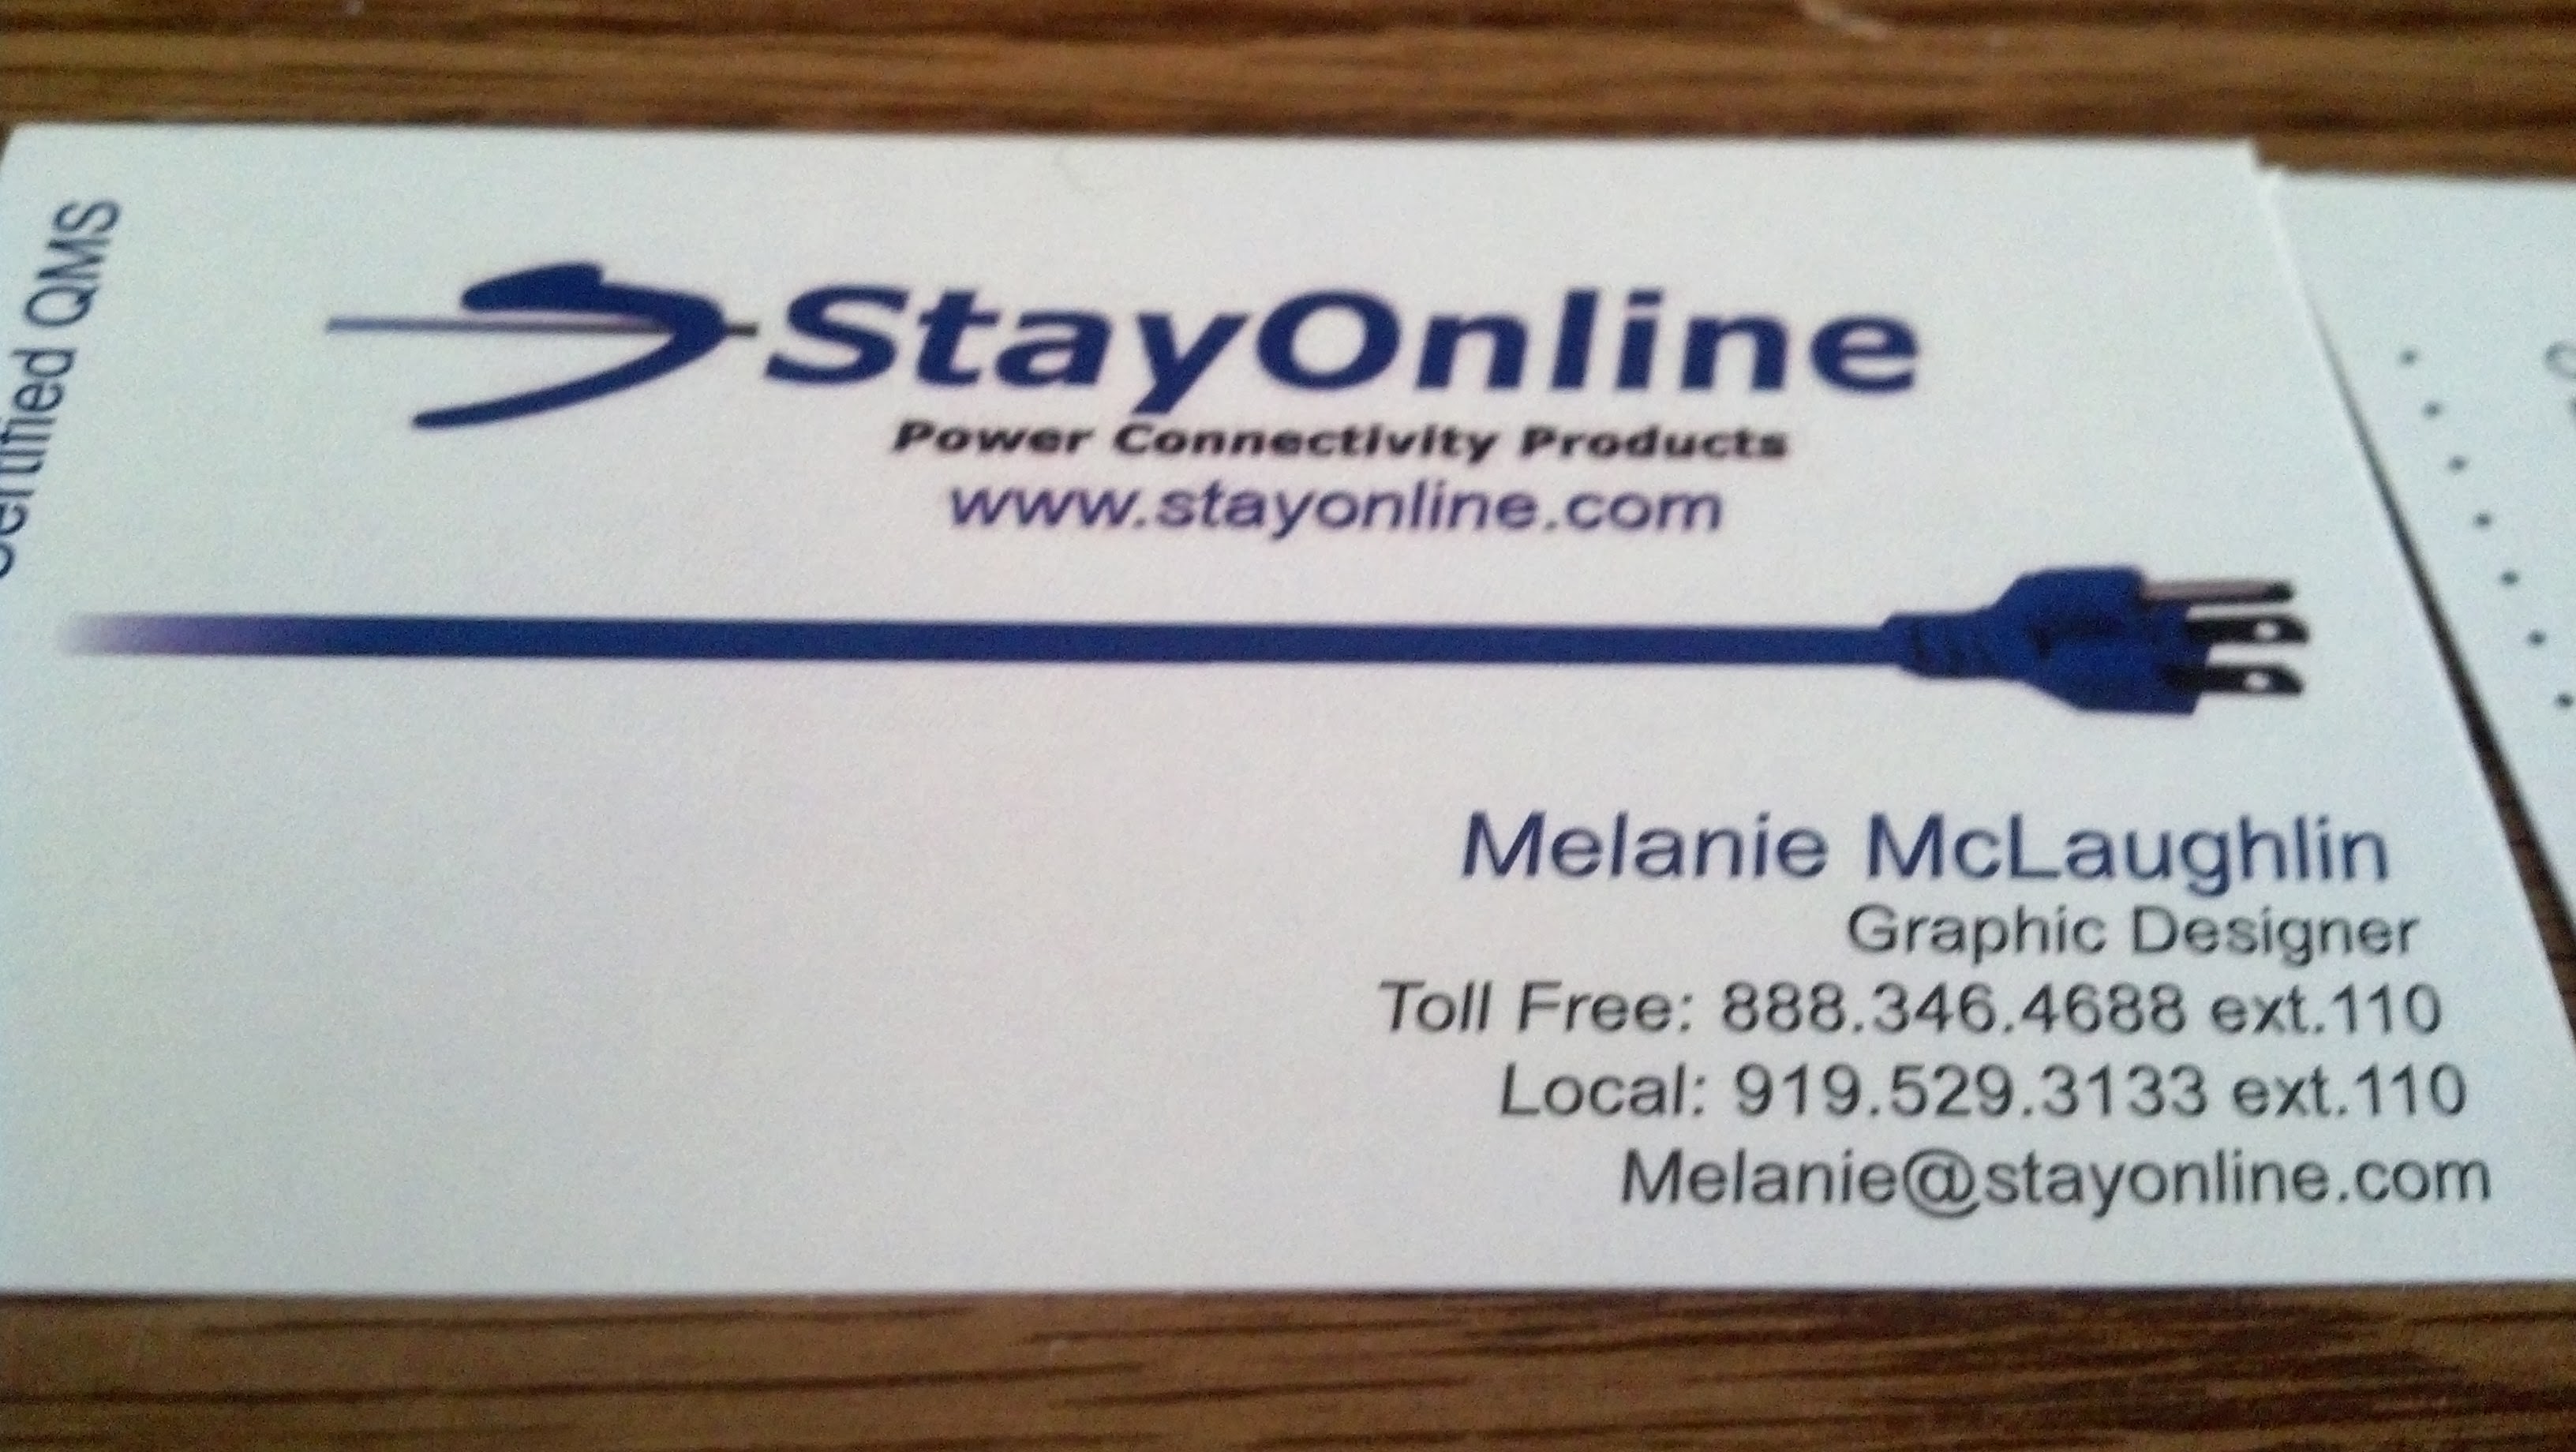 Certified QMS
StayOnline
Power Connectivity Products
www.stayonline.com
Melanie McLaughlin
Graphic Designer
Toll Free: 888.346.4688 ext.110
Local: 919.529.3133 ext.110
Melanie@stayonline.com